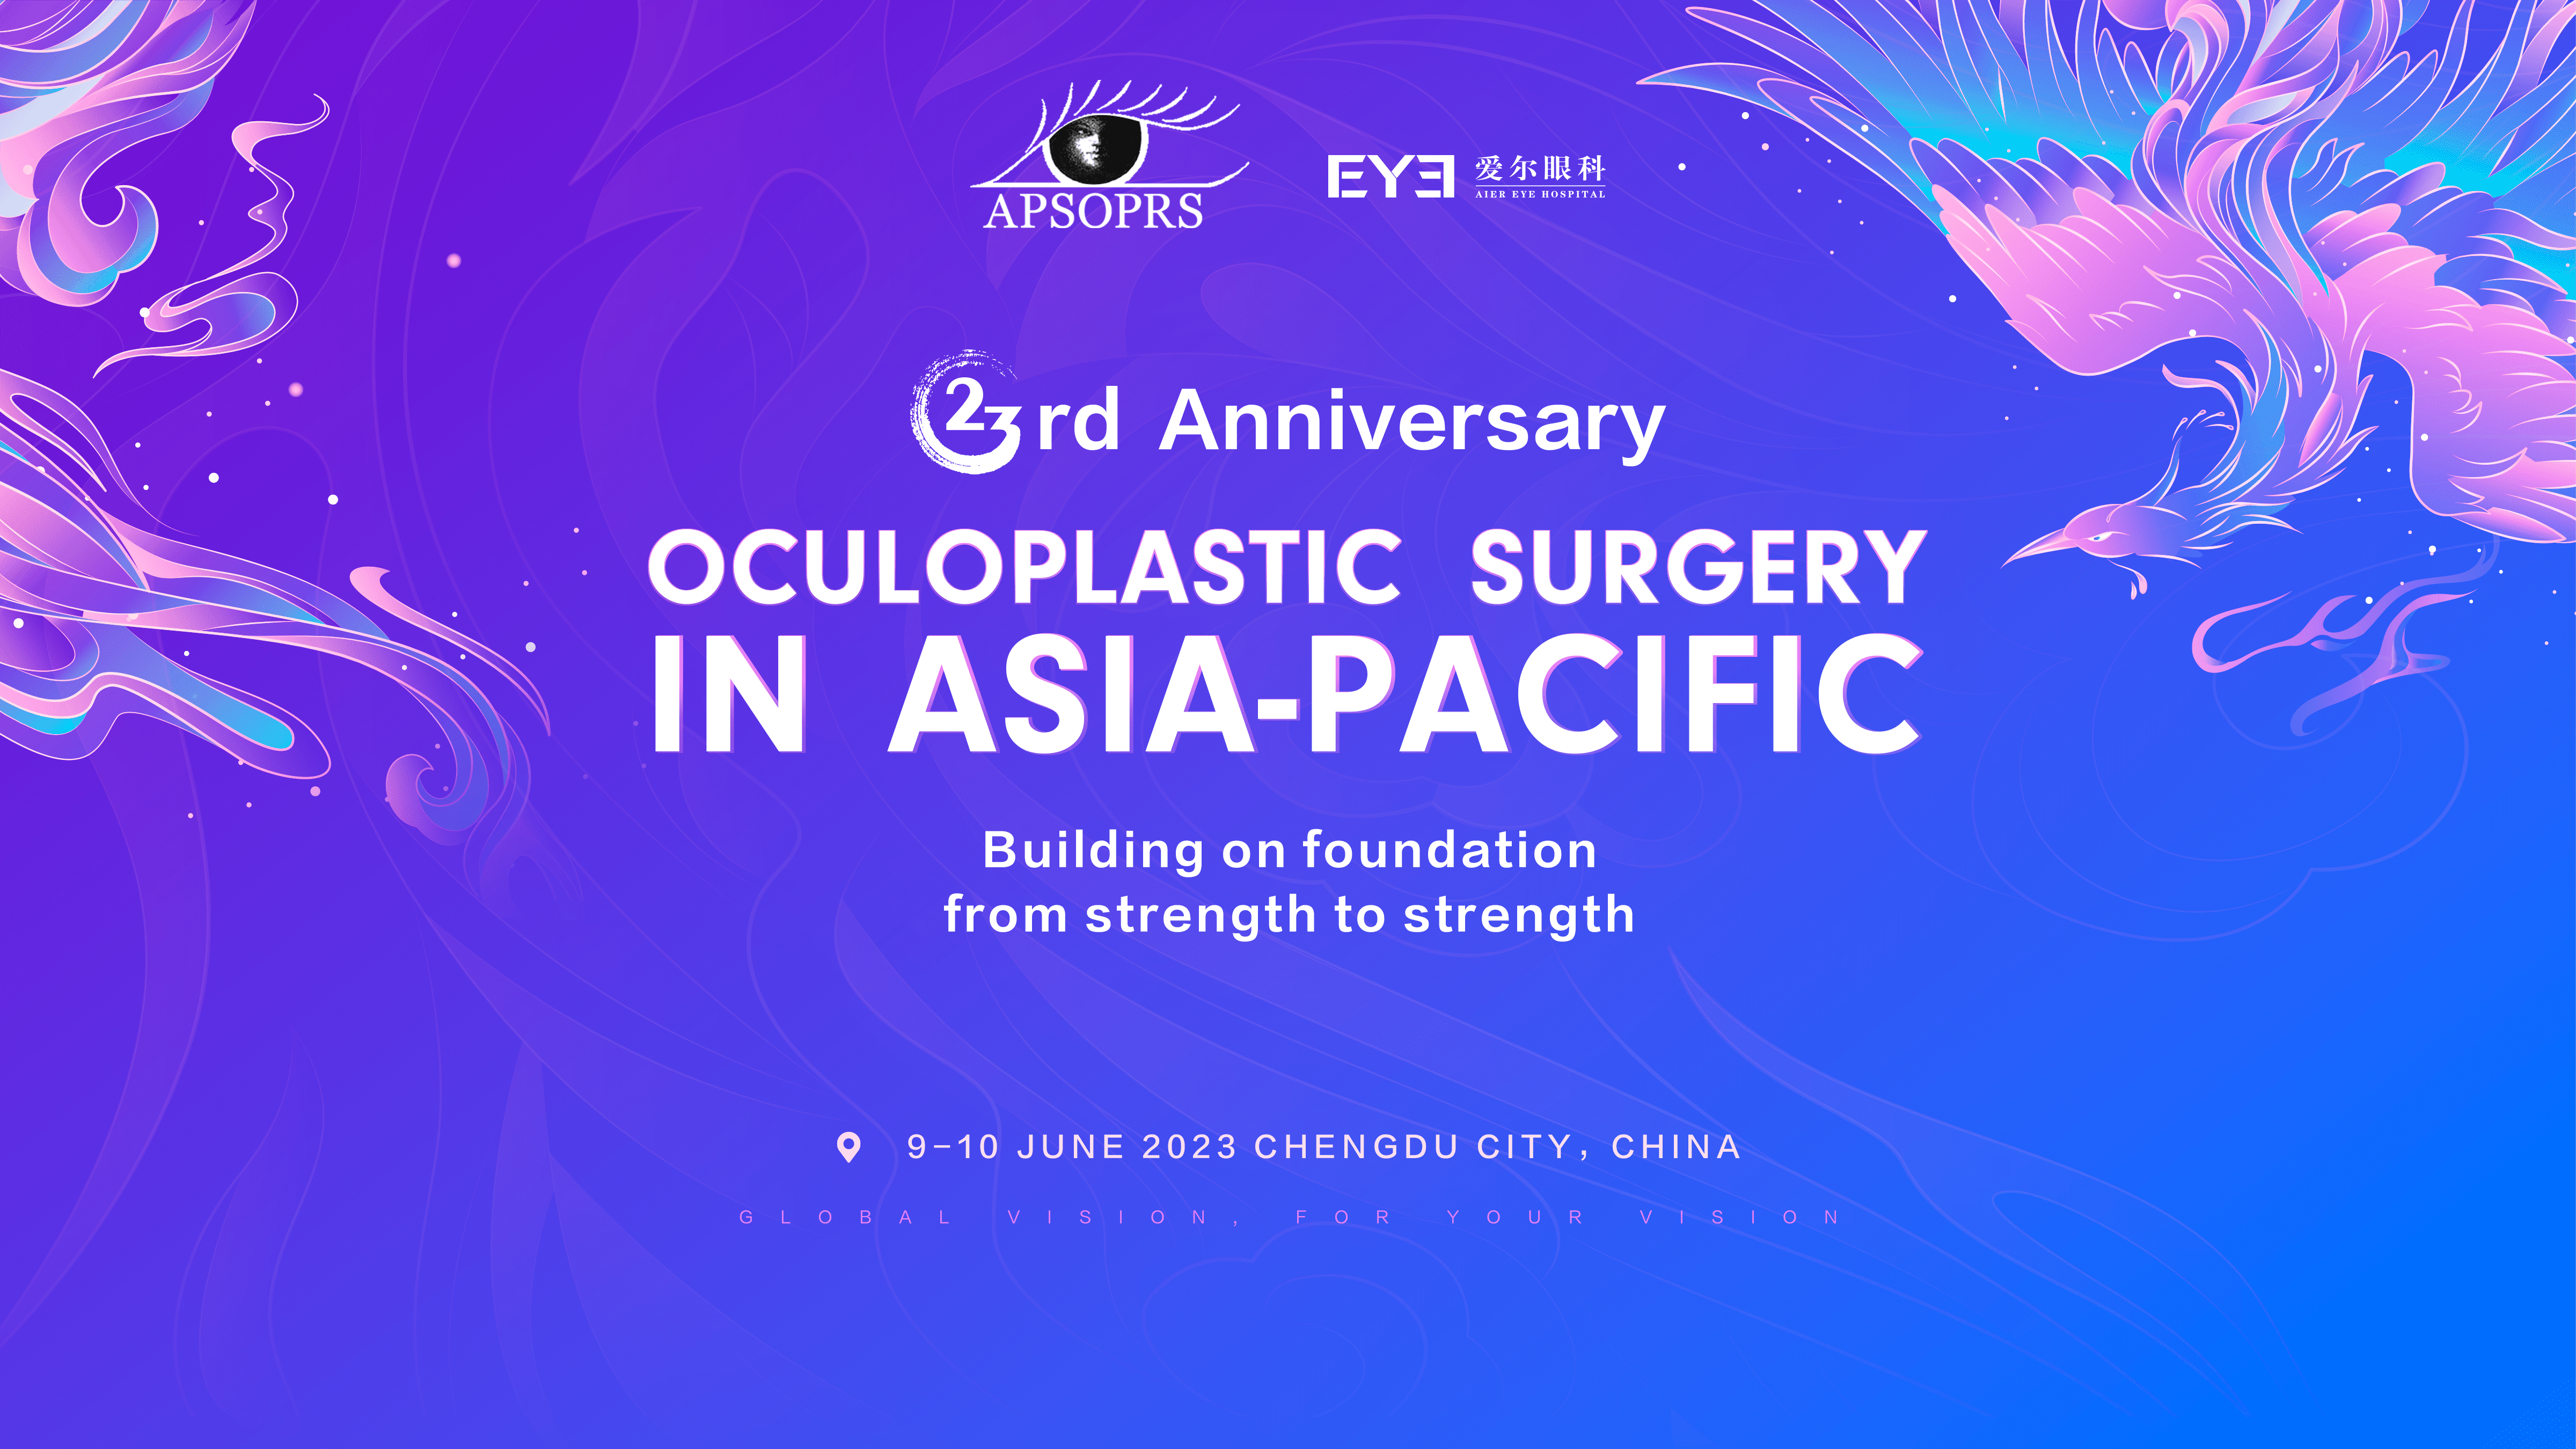 APSOPRS
EYE 爱尔眼科
AIER EYE HOSPITAL
23rd Anniversary
OCULOPLASTIC SURGERY
IN ASIA-PACIFIC
Building on foundation
from strength to strength
9-10 JUNE 2023 CHENGDU CITY, CHINA
GLOBAL VISION, FOR YOUR VISION